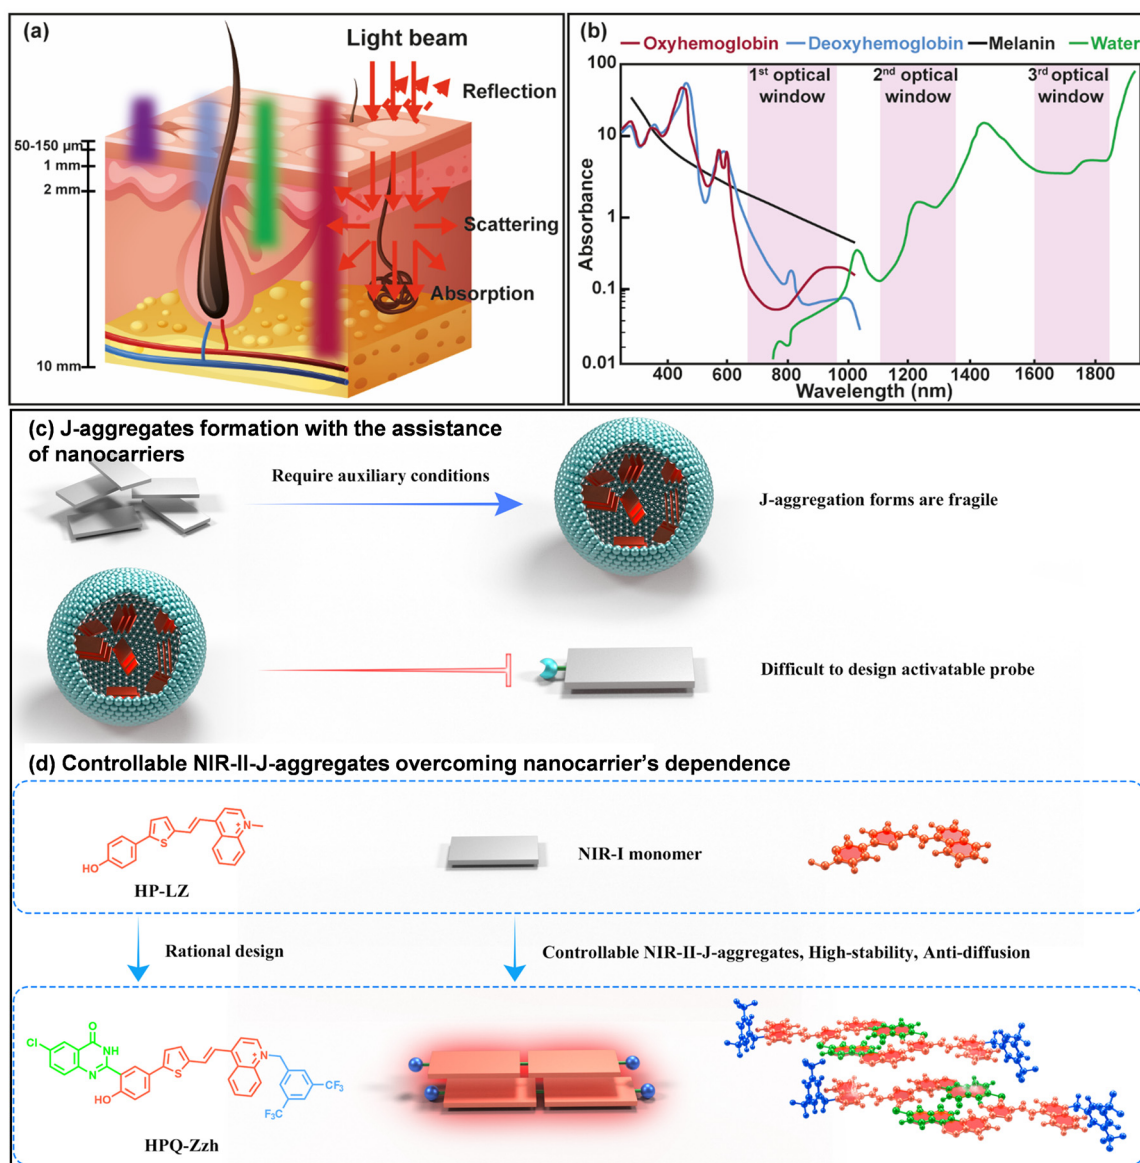 (a)
Light beam
Reflection
50-150 µm
1 mm
2 mm
Scattering
Absorption
10 mm
(b)
Oxyhemoglobin Deoxyhemoglobin Melanin Water
1st optical window
2nd optical window
3rd optical window
100
10
1
0.1
0.01
Absorbance
400 600 800 1000 1200 1400 1600 1800
Wavelength (nm)
(c) J-aggregates formation with the assistance
of nanocarriers
Require auxiliary conditions
J-aggregation forms are fragile
Difficult to design activatable probe
(d) Controllable NIR-II-J-aggregates overcoming nanocarrier's dependence
N+
S
HO
HP-LZ
NIR-I monomer
Rational design
Controllable NIR-II-J-aggregates, High-stability, Anti-diffusion
O
Cl
NH
N
S
N+
HO
CF3
F3C
HPQ-Zzh